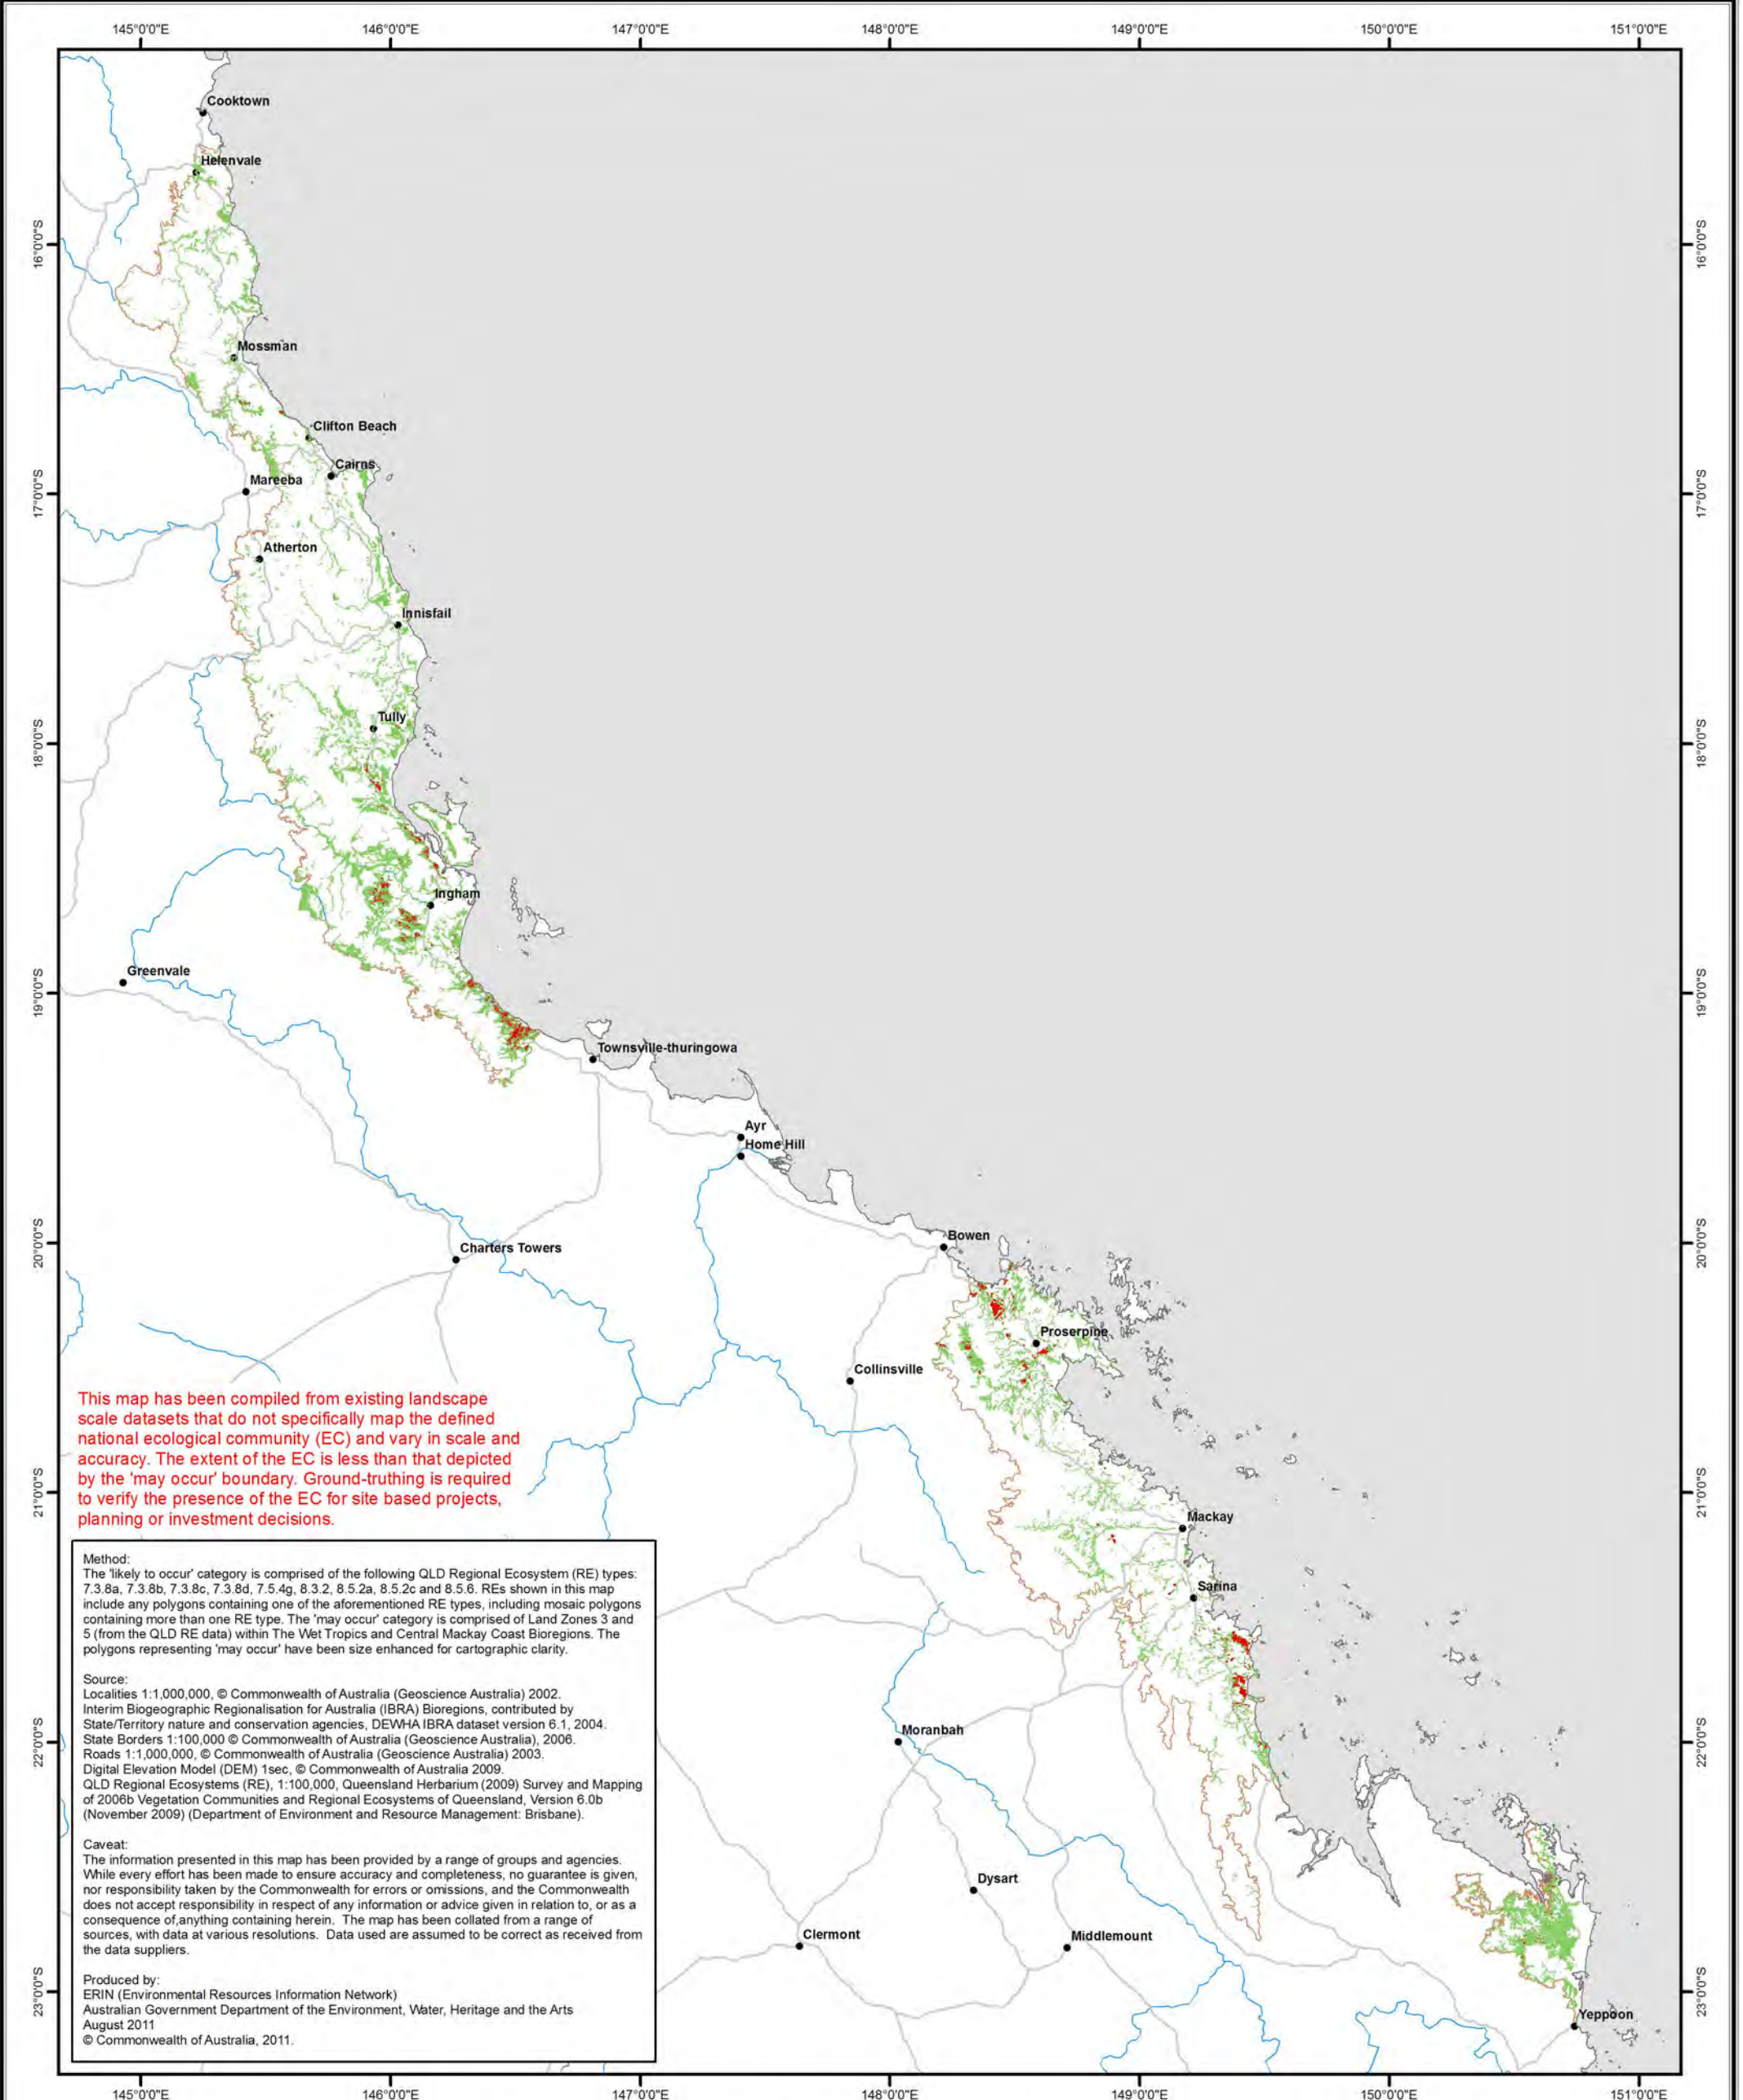 145°0'0"E 146°0'0"E 147°0'0"E 148°0'0"E 149°0'0"E 150°0'0"E 151°0'0"E
Cooktown
Helenvale
16°0'0"S 16°0'0"S
Mossman
Clifton Beach
Cairns
Mareeba
17°0'0"S 17°0'0"S
Atherton
Innisfail
Tully
18°0'0"S 18°0'0"S
Ingham
Greenvale
19°0'0"S 19°0'0"S
Townsville-thuringowa
Ayr
Home Hill
Bowen
20°0'0"S 20°0'0"S
Charters Towers
Proserpine
Collinsville
This map has been compiled from existing landscape
scale datasets that do not specifically map the defined
national ecological community (EC) and vary in scale and
accuracy. The extent of the EC is less than that depicted
by the 'may occur' boundary. Ground-truthing is required
to verify the presence of the EC for site based projects,
planning or investment decisions.
21°0'0"S 21°0'0"S
Mackay
Sarina
Method:
The 'likely to occur' category is comprised of the following QLD Regional Ecosystem (RE) types:
7.3.8a, 7.3.8b, 7.3.8c, 7.3.8d, 7.5.4g, 8.3.2, 8.5.2a, 8.5.2c and 8.5.6. REs shown in this map
include any polygons containing one of the aforementioned RE types, including mosaic polygons
containing more than one RE type. The 'may occur' category is comprised of Land Zones 3 and
5 (from the QLD RE data) within The Wet Tropics and Central Mackay Coast Bioregions. The
polygons representing 'may occur' have been size enhanced for cartographic clarity.
Source:
Localities 1:1,000,000, © Commonwealth of Australia (Geoscience Australia) 2002.
Interim Biogeographic Regionalisation for Australia (IBRA) Bioregions, contributed by
State/Territory nature and conservation agencies, DEWHA IBRA dataset version 6.1, 2004.
State Borders 1:100,000 © Commonwealth of Australia (Geoscience Australia), 2006.
Roads 1:1,000,000, © Commonwealth of Australia (Geoscience Australia) 2003.
Digital Elevation Model (DEM) 1sec, © Commonwealth of Australia 2009.
QLD Regional Ecosystems (RE), 1:100,000, Queensland Herbarium (2009) Survey and Mapping
of 2006b Vegetation Communities and Regional Ecosystems of Queensland, Version 6.0b
(November 2009) (Department of Environment and Resource Management: Brisbane).
Caveat:
The information presented in this map has been provided by a range of groups and agencies.
While every effort has been made to ensure accuracy and completeness, no guarantee is given,
nor responsibility taken by the Commonwealth for errors or omissions, and the Commonwealth
does not accept responsibility in respect of any information or advice given in relation to, or as a
consequence of,anything containing herein. The map has been collated from a range of
sources, with data at various resolutions. Data used are assumed to be correct as received from
the data suppliers.
Produced by:
ERIN (Environmental Resources Information Network)
Australian Government Department of the Environment, Water, Heritage and the Arts
August 2011
© Commonwealth of Australia, 2011.
22°0'0"S 22°0'0"S
Moranbah
Dysart
Clermont
Middlemount
23°0'0"S 23°0'0"S
Yeppoon
145°0'0"E 146°0'0"E 147°0'0"E 148°0'0"E 149°0'0"E 150°0'0"E 151°0'0"E